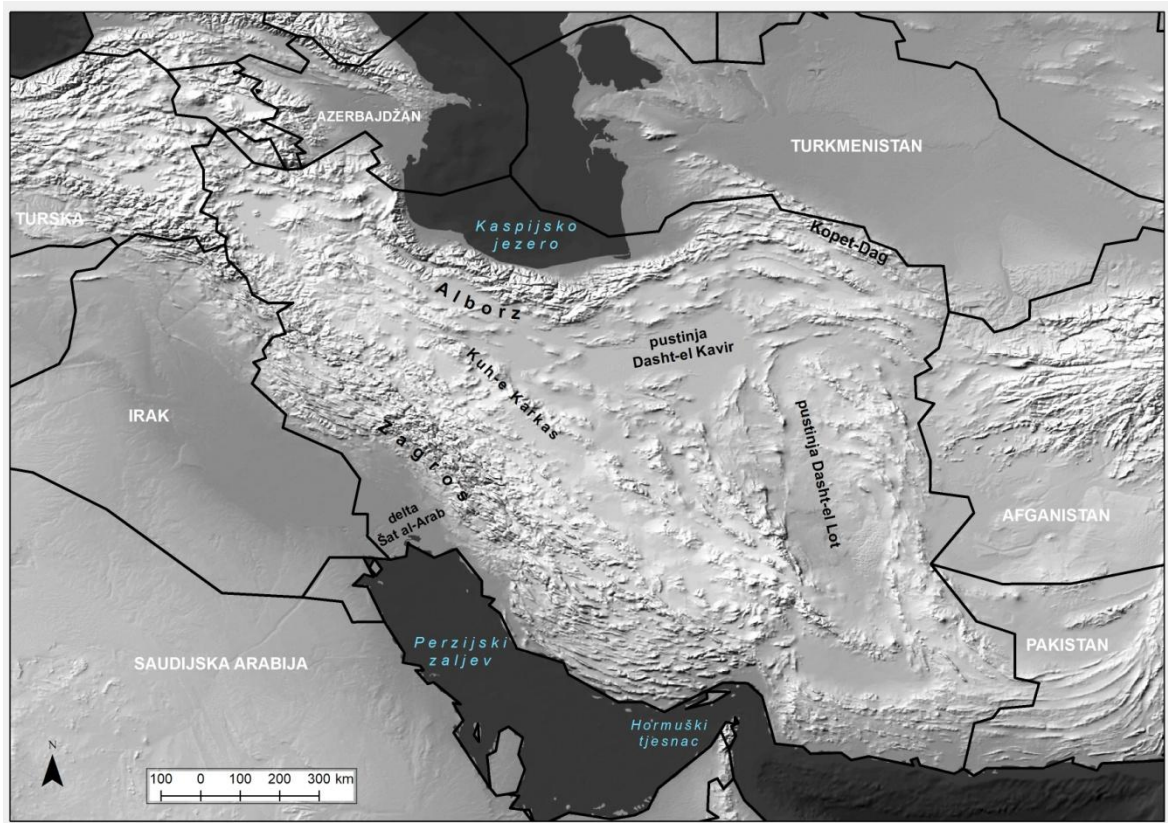 AZERBAJDŽAN
TURKMENISTAN
TURSKA
Kaspijsko
jezero
Kopet-Dag
Alborz
pustinja
Dasht-el Kavir
Kuh-e Karkas
IRAK
Zagros
pustinja Dasht-el Lot
delta
Šat al-Arab
AFGANISTAN
Perzijski
zaljev
PAKISTAN
SAUDIJSKA ARABIJA
Hormuški
tjesnac
N
100 0 100 200 300 km